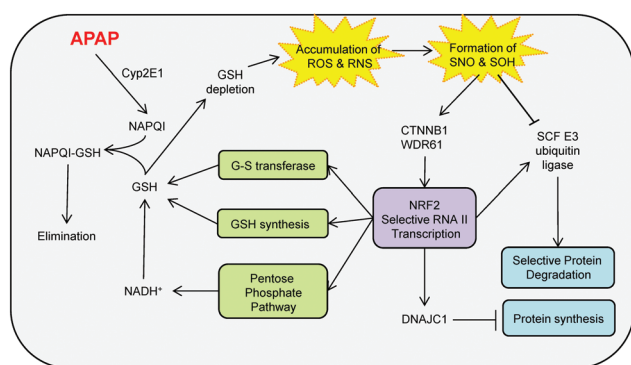 APAP
Cyp2E1
NAPQI
NAPQI-GSH
GSH
Elimination
GSH
depletion
Accumulation of
ROS & RNS
Formation of
SNO & SOH
CTNNB1
WDR61
SCF E3
ubiquitin
ligase
G-S transferase
GSH synthesis
Pentose
Phosphate
Pathway
NADH⁺
NRF2
Selective RNA II
Transcription
Selective Protein
Degradation
DNAJC1
Protein synthesis